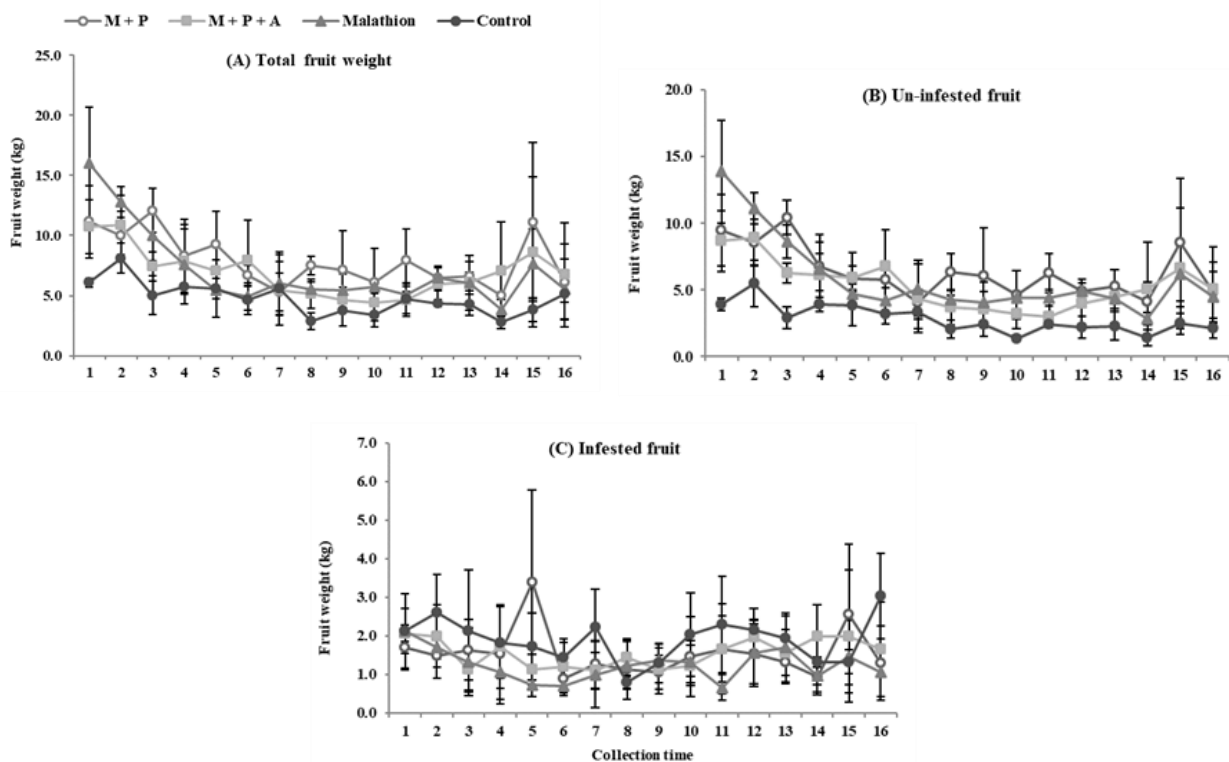 M + P M + P + A Malathion Control
(A) Total fruit weight
Fruit weight (kg)
25.0
20.0
15.0
10.0
5.0
0.0
1 2 3 4 5 6 7 8 9 10 11 12 13 14 15 16
(B) Un-infested fruit
Fruit weight (kg)
20.0
15.0
10.0
5.0
0.0
1 2 3 4 5 6 7 8 9 10 11 12 13 14 15 16
(C) Infested fruit
Fruit weight (kg)
7.0
6.0
5.0
4.0
3.0
2.0
1.0
0.0
1 2 3 4 5 6 7 8 9 10 11 12 13 14 15 16
Collection time